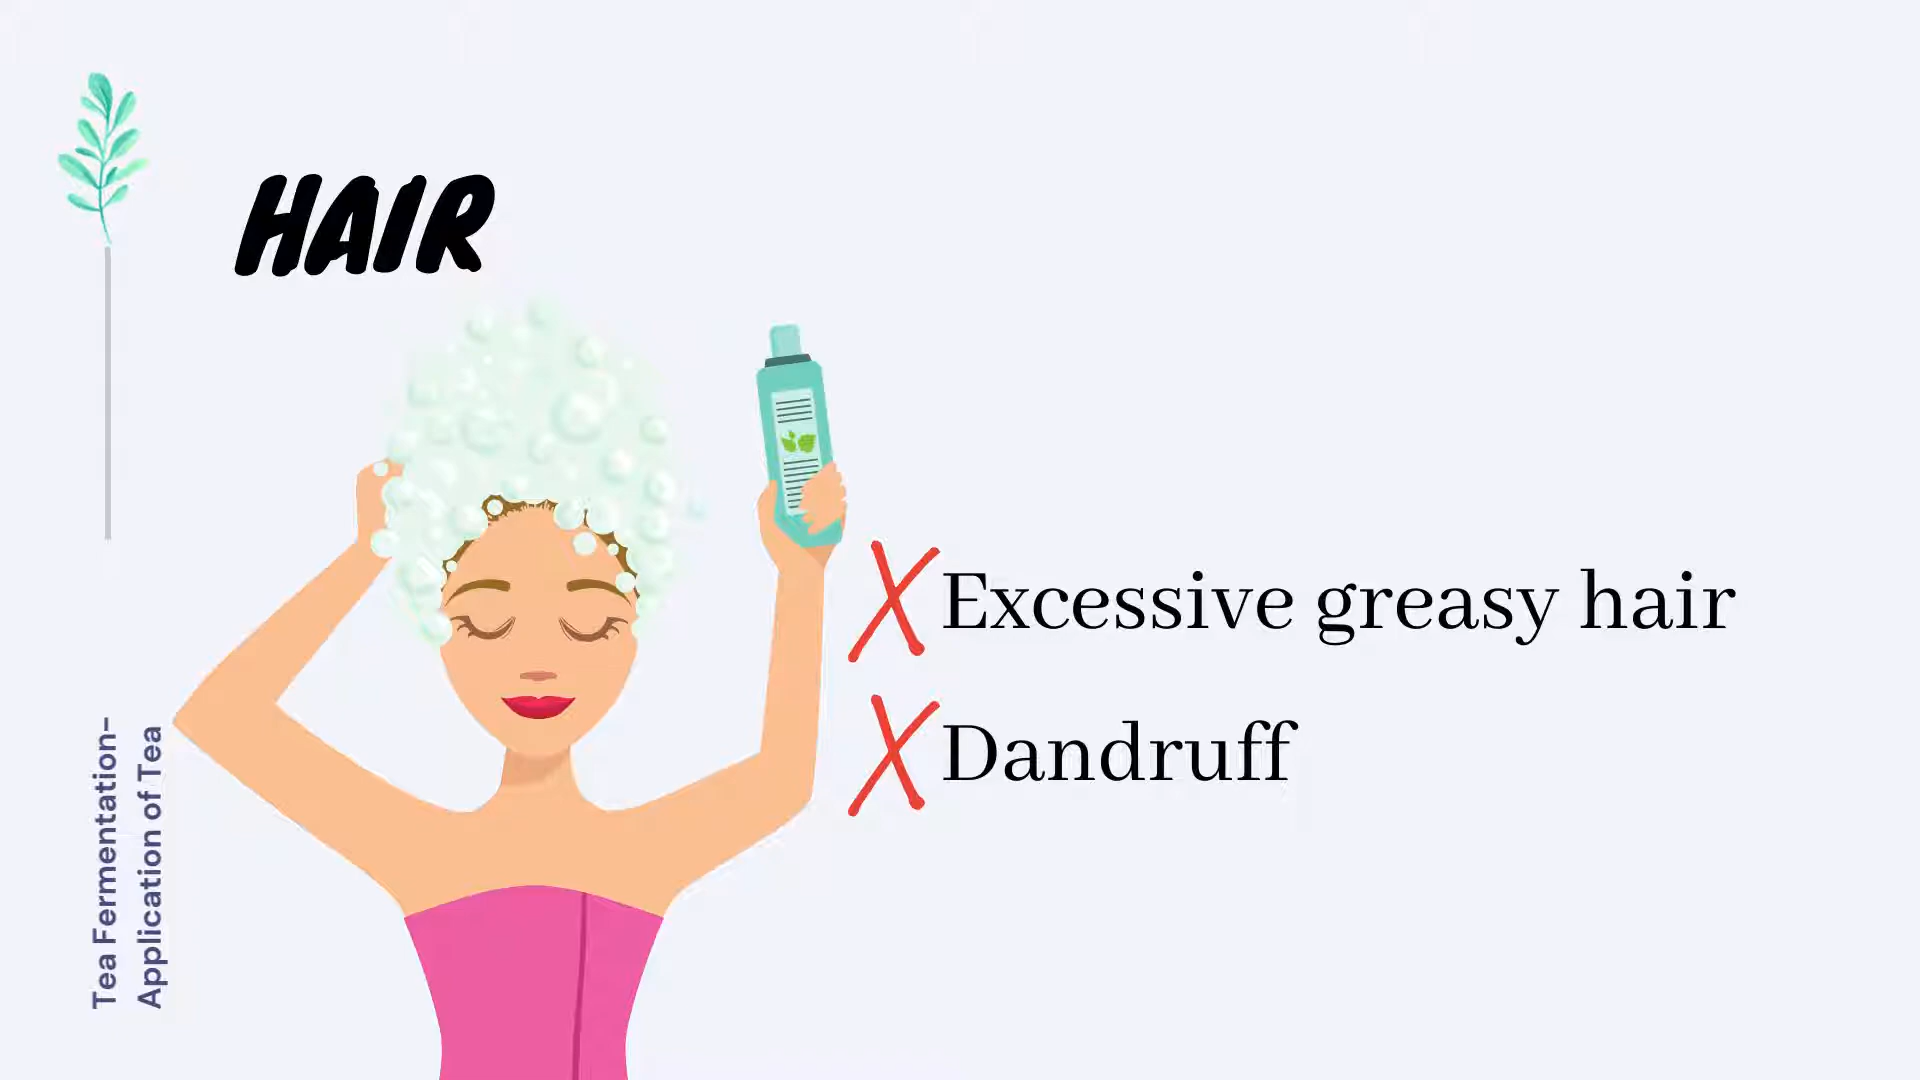 HAIR
Excessive greasy hair
Dandruff
Tea Fermentation-
Application of Tea